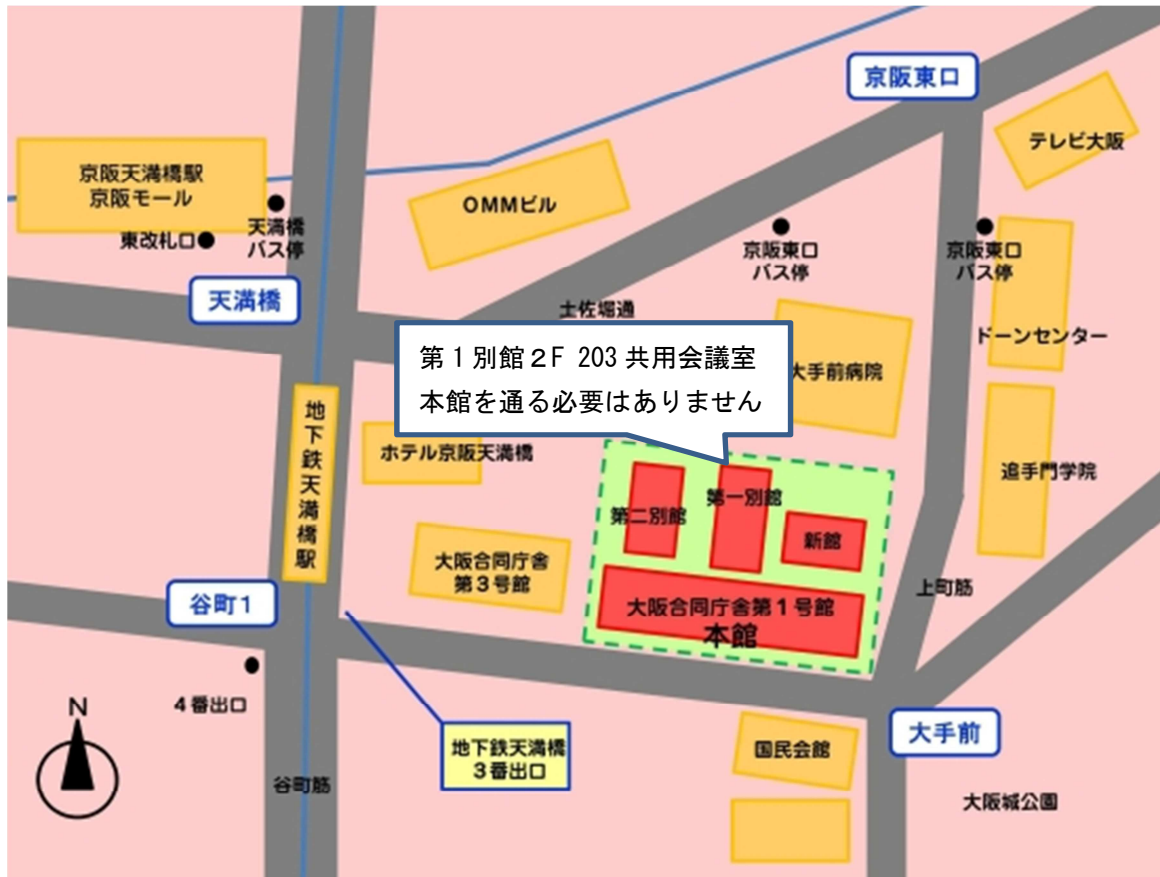 京阪東口
テレビ大阪
京阪天満橋駅
京阪モール
OMMビル
天満橋
バス停
東改札口
京阪東口
バス停
京阪東口
バス停
天満橋
土佐堀通
ドーンセンター
第1別館2F 203共用会議室
本館を通る必要はありません
大手前病院
地下鉄天満橋駅
ホテル京阪天満橋
追手門学院
第二別館
第一別館
新館
大阪合同庁舎
第3号館
上町筋
谷町1
大阪合同庁舎第1号館
本館
4番出口
N
地下鉄天満橋
3番出口
国民会館
大手前
谷町筋
大阪城公園